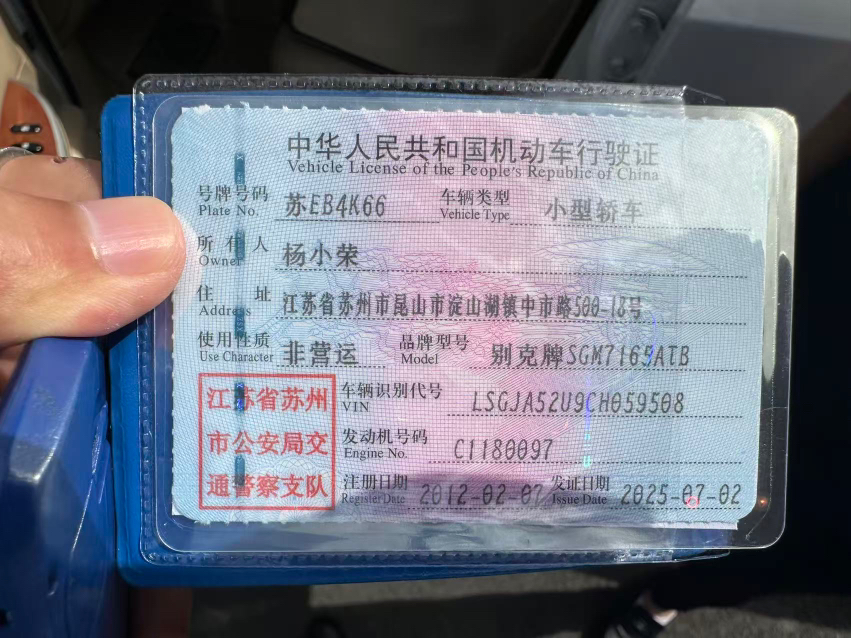 中华人民共和国机动车行驶证
Vehicle License of the People's Republic of China
号牌号码 苏EB4K66 车辆类型 小型轿车
Plate No. Vehicle Type
所有人 杨小荣
Owner
住址 江苏省苏州市昆山市淀山湖镇中市路500-18号
Address
使用性质 非营运 品牌型号 别克牌SGM7165ATB
Use Character Model
江苏省苏州
市公安局交
通警察支队
车辆识别代号 LSGJA52U9CH059508
VIN
发动机号码 C1180097
Engine No.
注册日期 2012-02-07 发证日期 2025-07-02
Register Date Issue Date